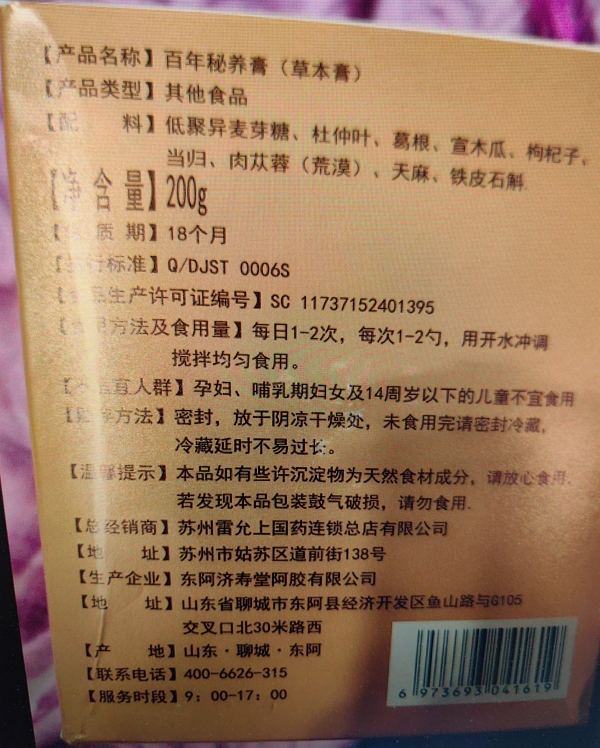 【产品名称】百年秘养膏（草本膏）
【产品类型】其他食品
【配 料】低聚异麦芽糖、杜仲叶、葛根、宣木瓜、枸杞子、
当归、肉苁蓉（荒漠）、天麻、铁皮石斛
【净含量】200g
【保质期】18个月
【执行标准】Q/DJST 0006S
【食品生产许可证编号】SC 11737152401395
【食用方法及食用量】每日1-2次，每次1-2勺，用开水冲调
搅拌均匀食用。
【不适宜人群】孕妇、哺乳期妇女及14周岁以下的儿童不宜食用
【贮存方法】密封，放于阴凉干燥处，未食用完请密封冷藏，
冷藏延时不易过长。
【温馨提示】本品如有些许沉淀物为天然食材成分，请放心食用，
若发现本品包装鼓气破损，请勿食用。
【总经销商】苏州雷允上国药连锁总店有限公司
【地 址】苏州市姑苏区道前街138号
【生产企业】东阿济寿堂阿胶有限公司
【地 址】山东省聊城市东阿县经济开发区鱼山路与G105
交叉口北30米路西
【产 地】山东·聊城·东阿
【联系电话】400-6626-315
【服务时段】9：00-17：00
6 973693 041619